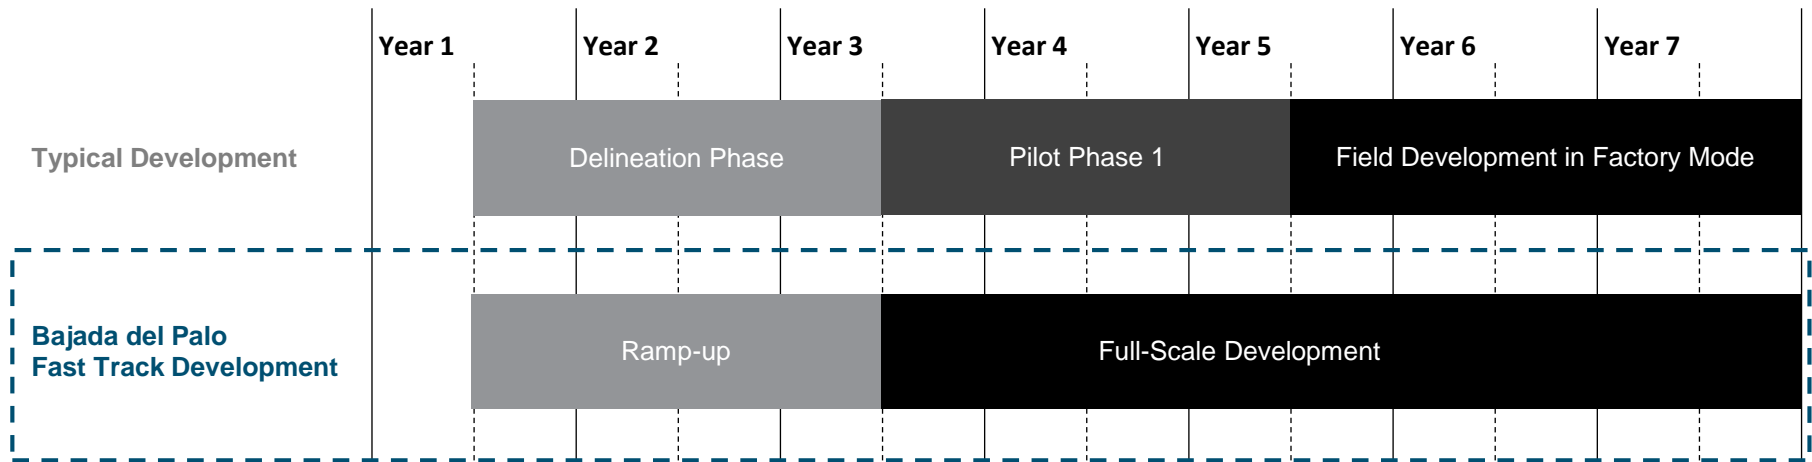 Year 1
Year 2
Year 3
Year 4
Year 5
Year 6
Year 7
Typical Development
Delineation Phase
Pilot Phase 1
Field Development in Factory Mode
Bajada del Palo
Fast Track Development
Ramp-up
Full-Scale Development